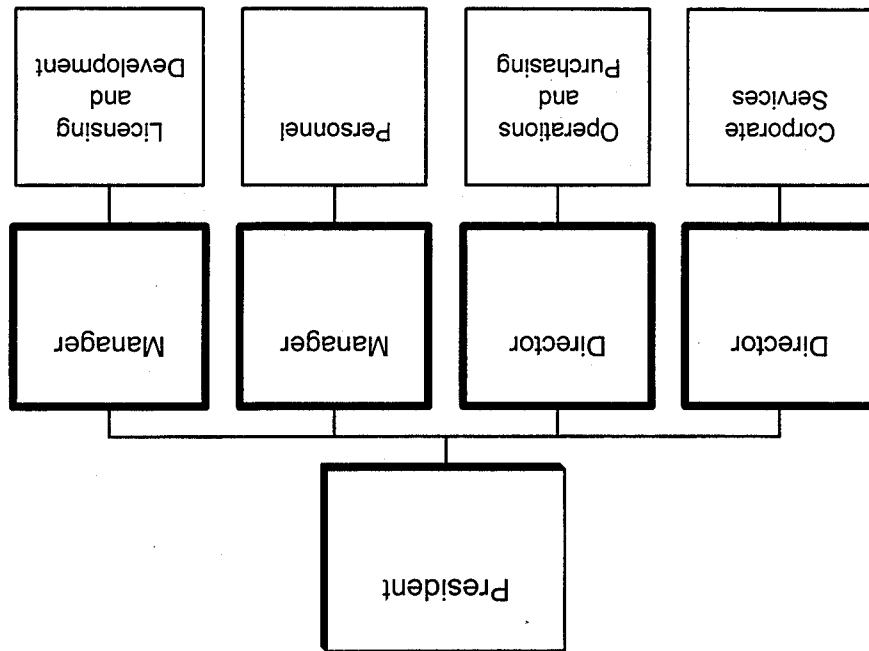 President
Director
Director
Manager
Manager
Corporate
Services
Operations
and
Purchasing
Personnel
Licensing
and
Development